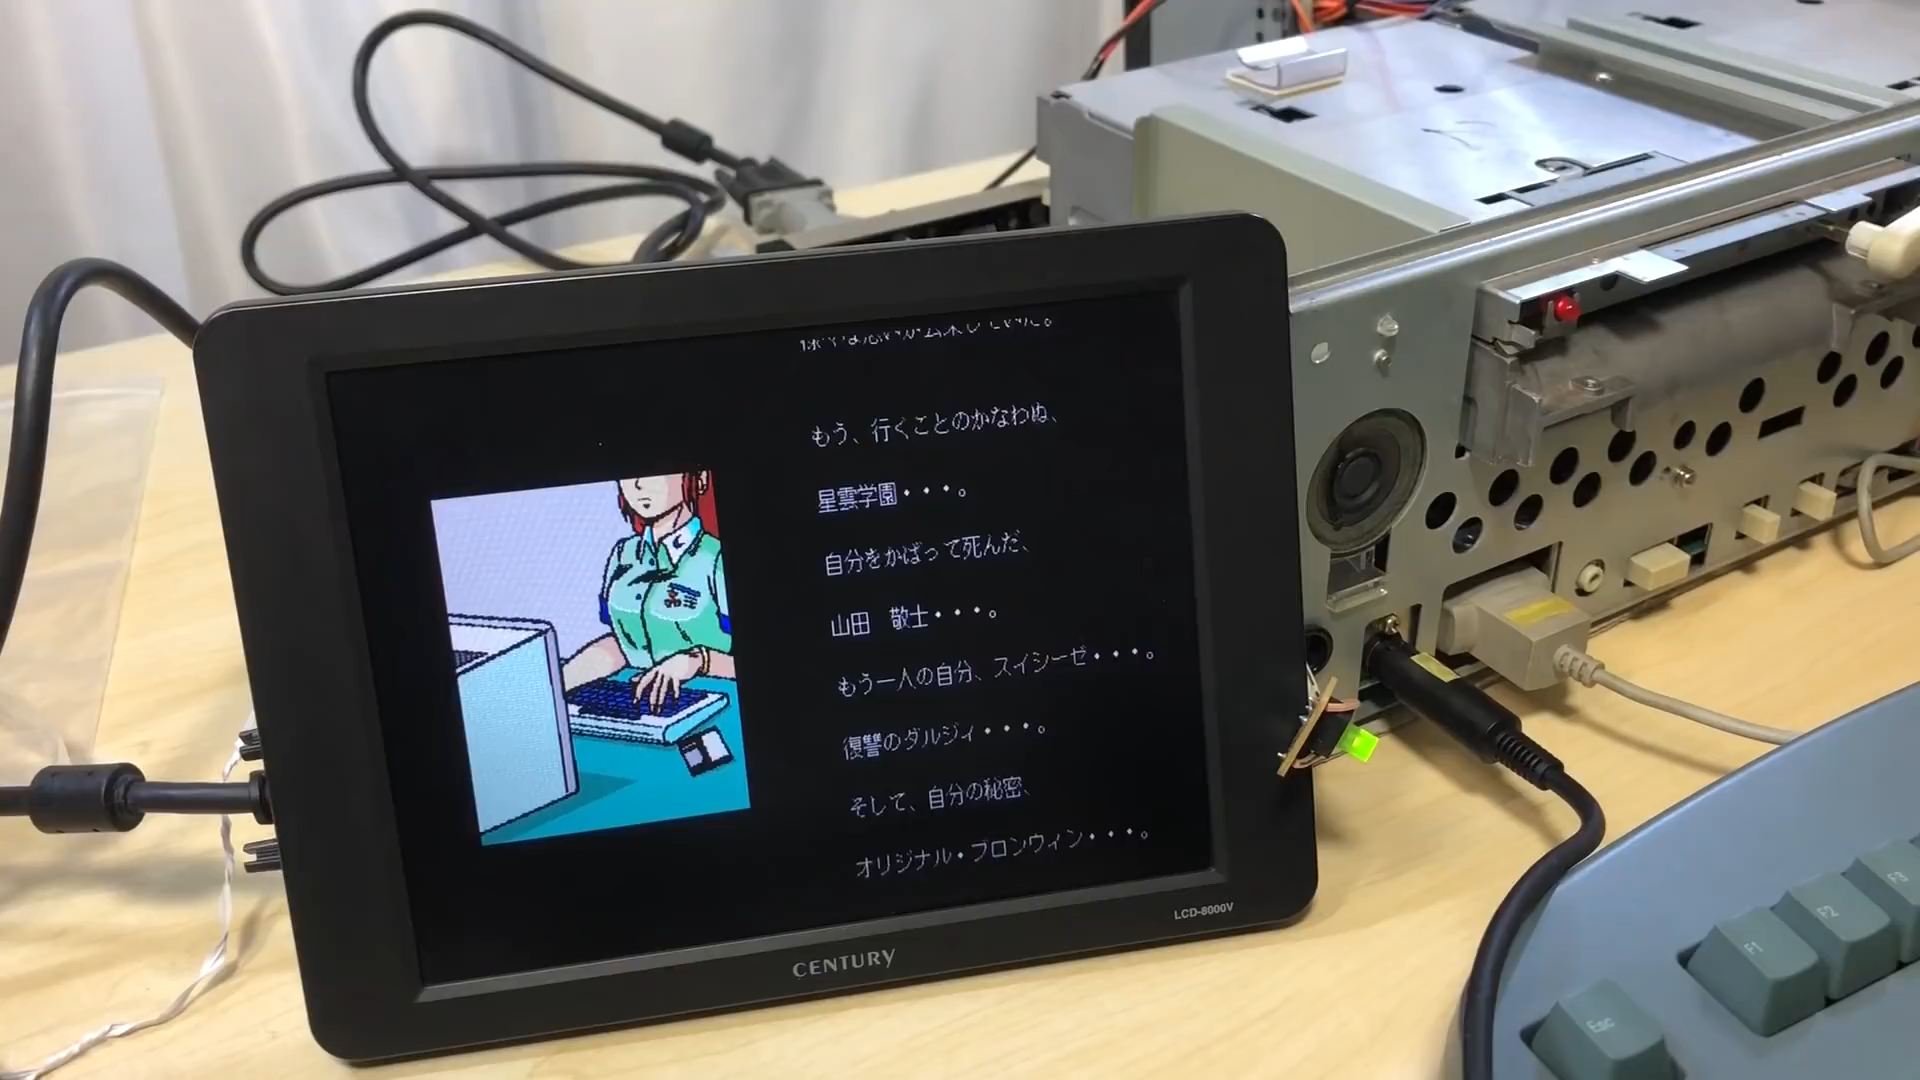 もう、行くことのかなわぬ、
星雲学園・・・。
自分をかばって死んだ、
山田　敬士・・・。
もう一人の自分、スイシーゼ・・・。
復讐のダルジィ・・・。
そして、自分の秘密、
オリジナル・ブロンウィン・・・。
LCD-8000V
CENTURY
F3
F2
F1
Esc